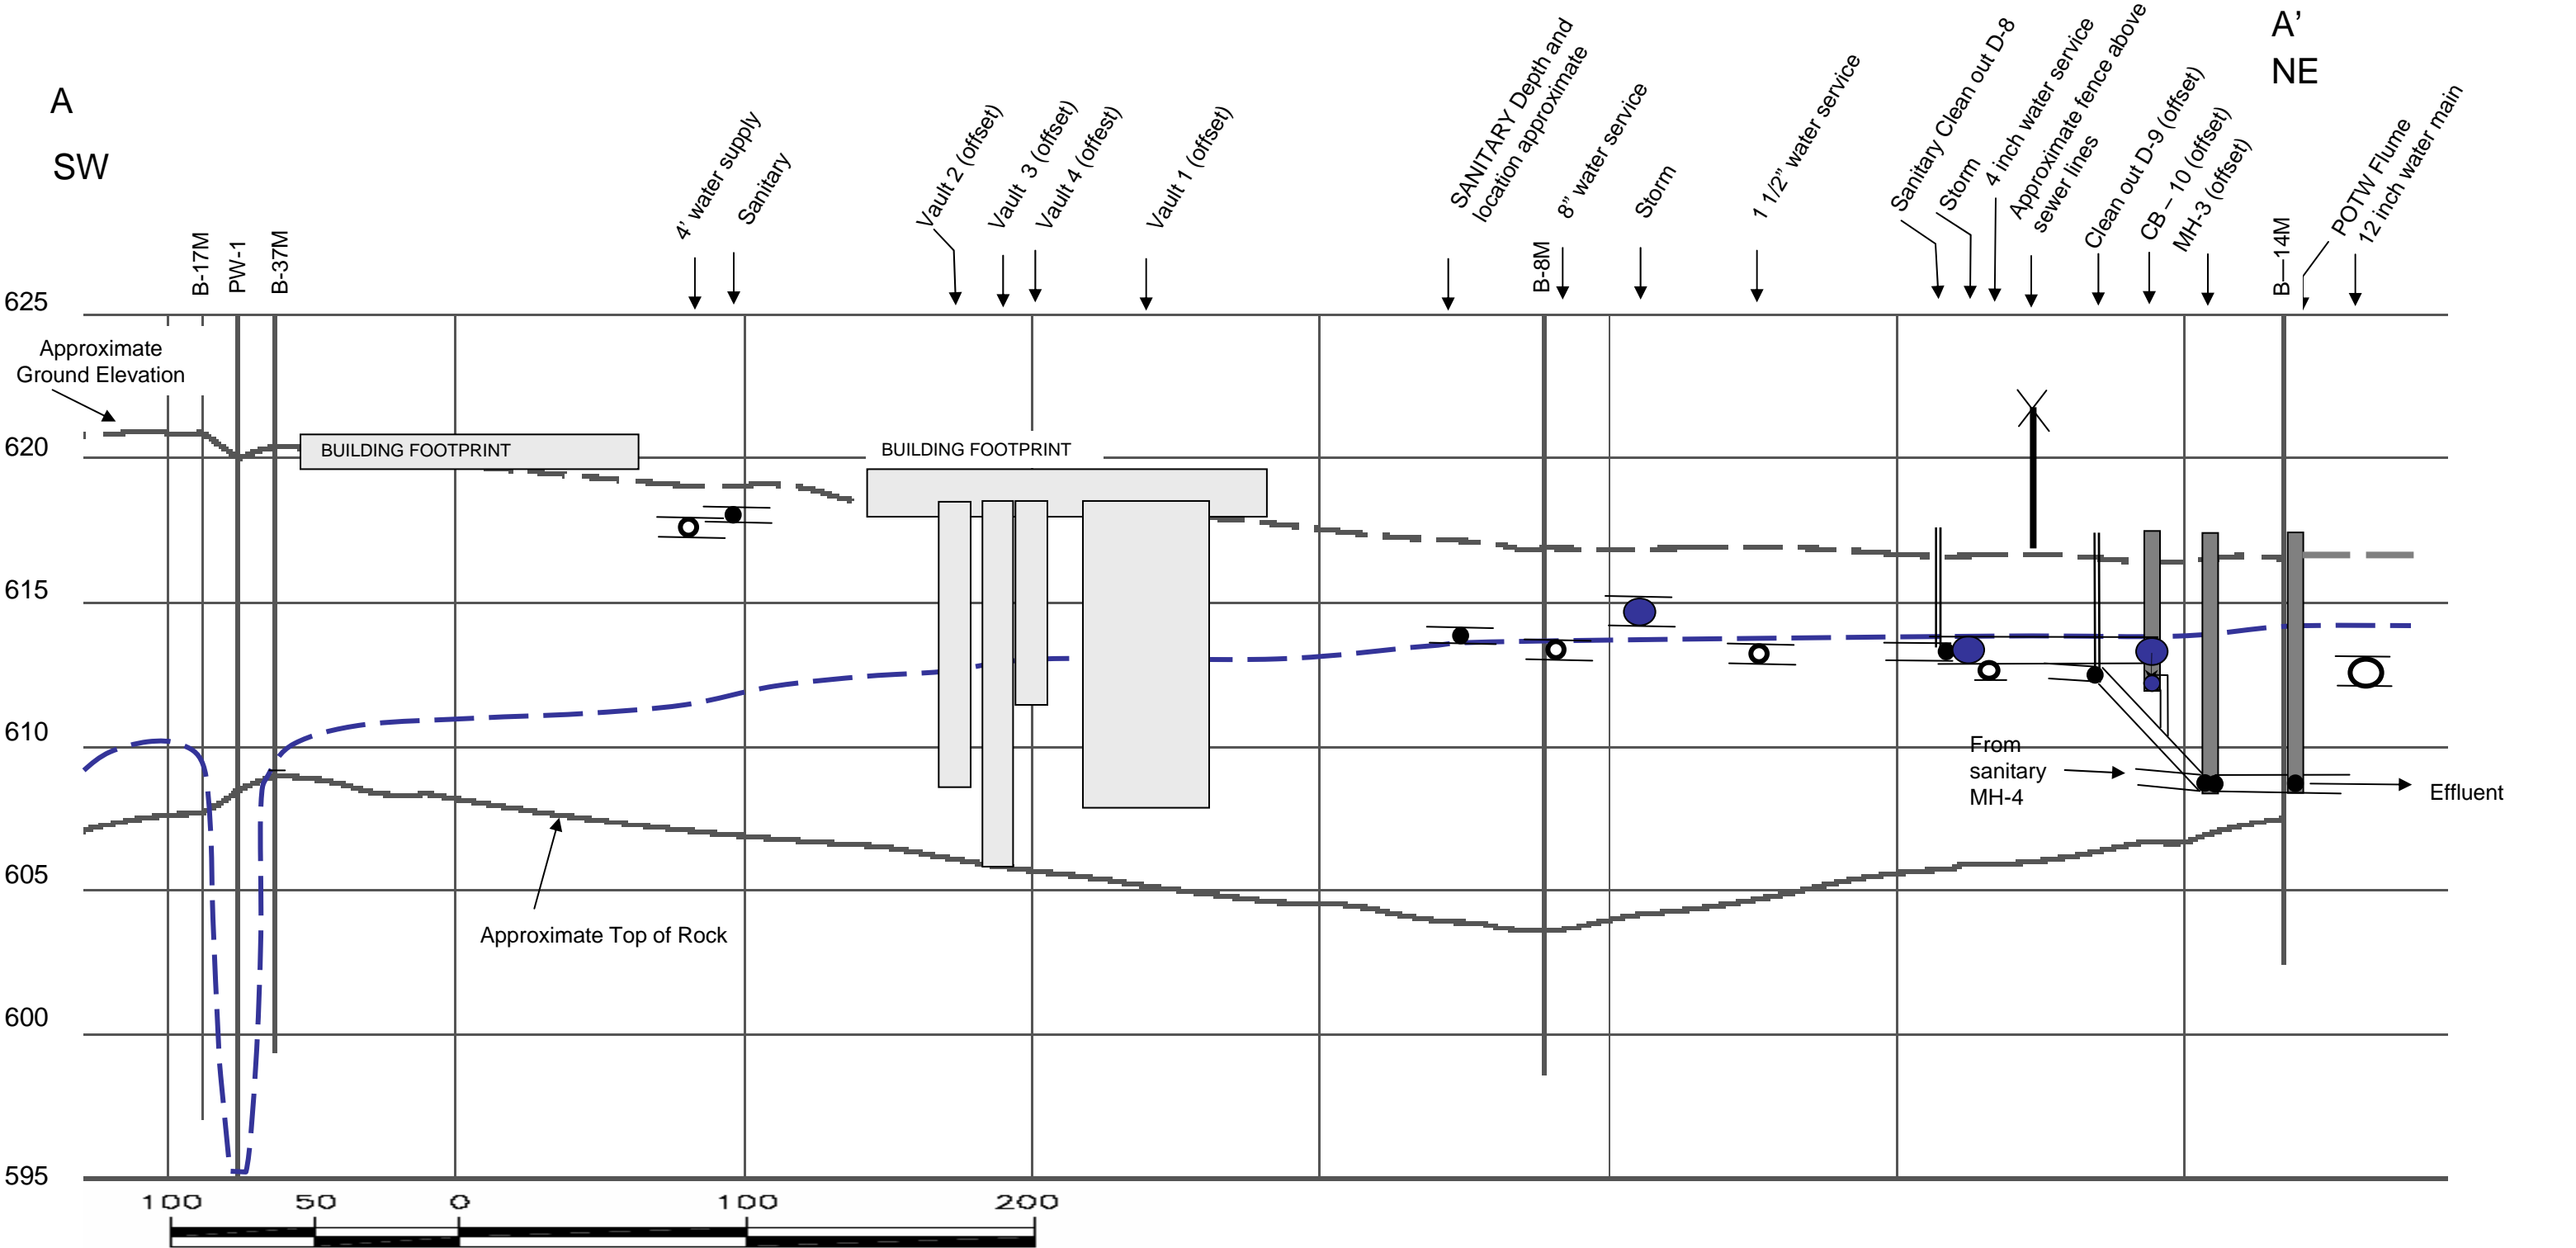 A
SW
A’
NE
B-17M
PW-1
B-37M
4’ water supply
Sanitary
Vault 2 (offset)
Vault 3 (offset)
Vault 4 (offest)
Vault 1 (offset)
SANITARY Depth and
location approximate
B-8M
8” water service
Storm
1 1/2” water service
Sanitary Clean out D-8
Storm
4 inch water service
Approximate fence above
sewer lines
Clean out D-9 (offset)
CB – 10 (offset)
MH-3 (offset)
B—14M
POTW Flume
12 inch water main
625
Approximate
Ground Elevation
620
BUILDING FOOTPRINT
BUILDING FOOTPRINT
615
610
From
sanitary
MH-4
Effluent
605
Approximate Top of Rock
600
595
100 50 0 100 200